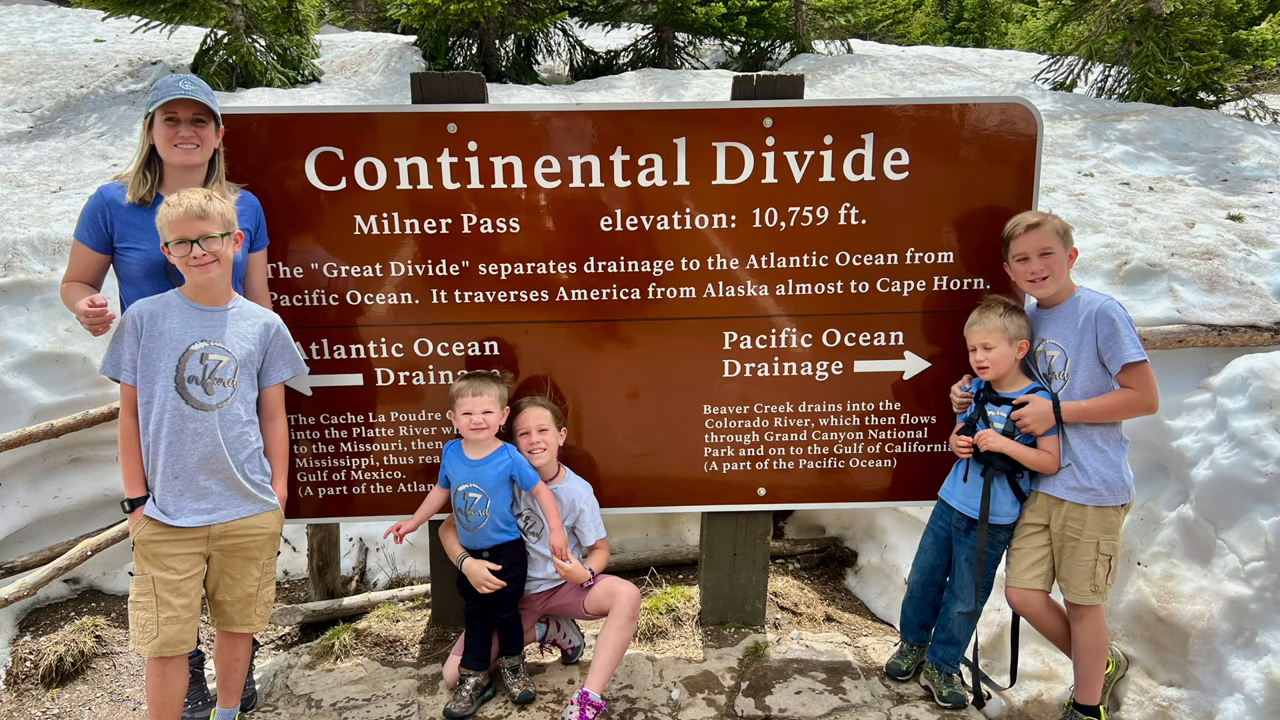 Continental Divide
Milner Pass elevation: 10,759 ft.
The "Great Divide" separates drainage to the Atlantic Ocean from
Pacific Ocean. It traverses America from Alaska almost to Cape Horn.
Atlantic Ocean
The Cache La Poudre
into the Platte River
to the Missouri, then
Mississippi, thus
Gulf of Mexico.
(A part of the
Pacific Ocean
Drainage
Beaver Creek drains into the
Colorado River, which then flows
through Grand Canyon National
Park and on to the Gulf of California
(A part of the Pacific Ocean)
7
7
7